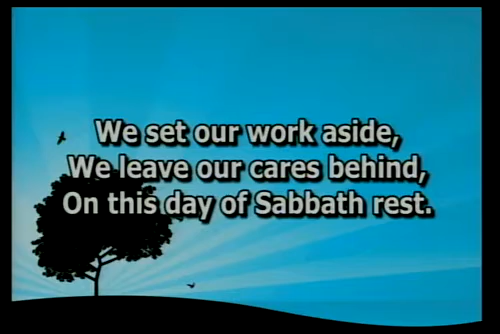 We set our work aside,
We leave our cares behind,
On this day of Sabbath rest.